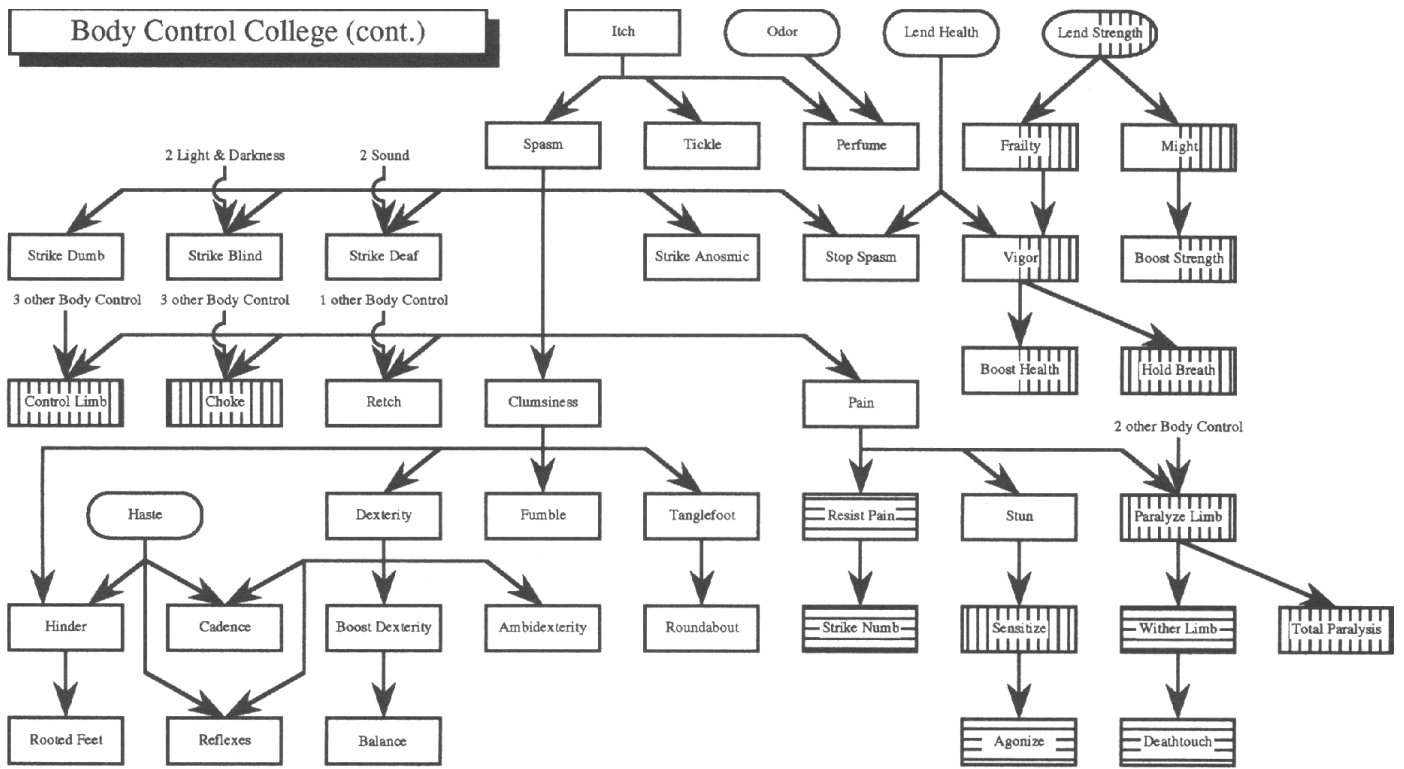 Body Control College (cont.)
Itch
Odor
Lend Health
Lend Strength
Spasm
Tickle
Perfume
Frailty
Might
2 Light & Darkness
2 Sound
Strike Dumb
Strike Blind
Strike Deaf
Strike Anosmic
Stop Spasm
Vigor
Boost Strength
3 other Body Control
3 other Body Control
1 other Body Control
Boost Health
Hold Breath
Control Limb
Choke
Retch
Clumsiness
Pain
2 other Body Control
Haste
Dexterity
Fumble
Tanglefoot
Resist Pain
Stun
Paralyze Limb
Hinder
Cadence
Boost Dexterity
Ambidexterity
Roundabout
Strike Numb
Sensitize
Wither Limb
Total Paralysis
Rooted Feet
Reflexes
Balance
Agonize
Deathtouch